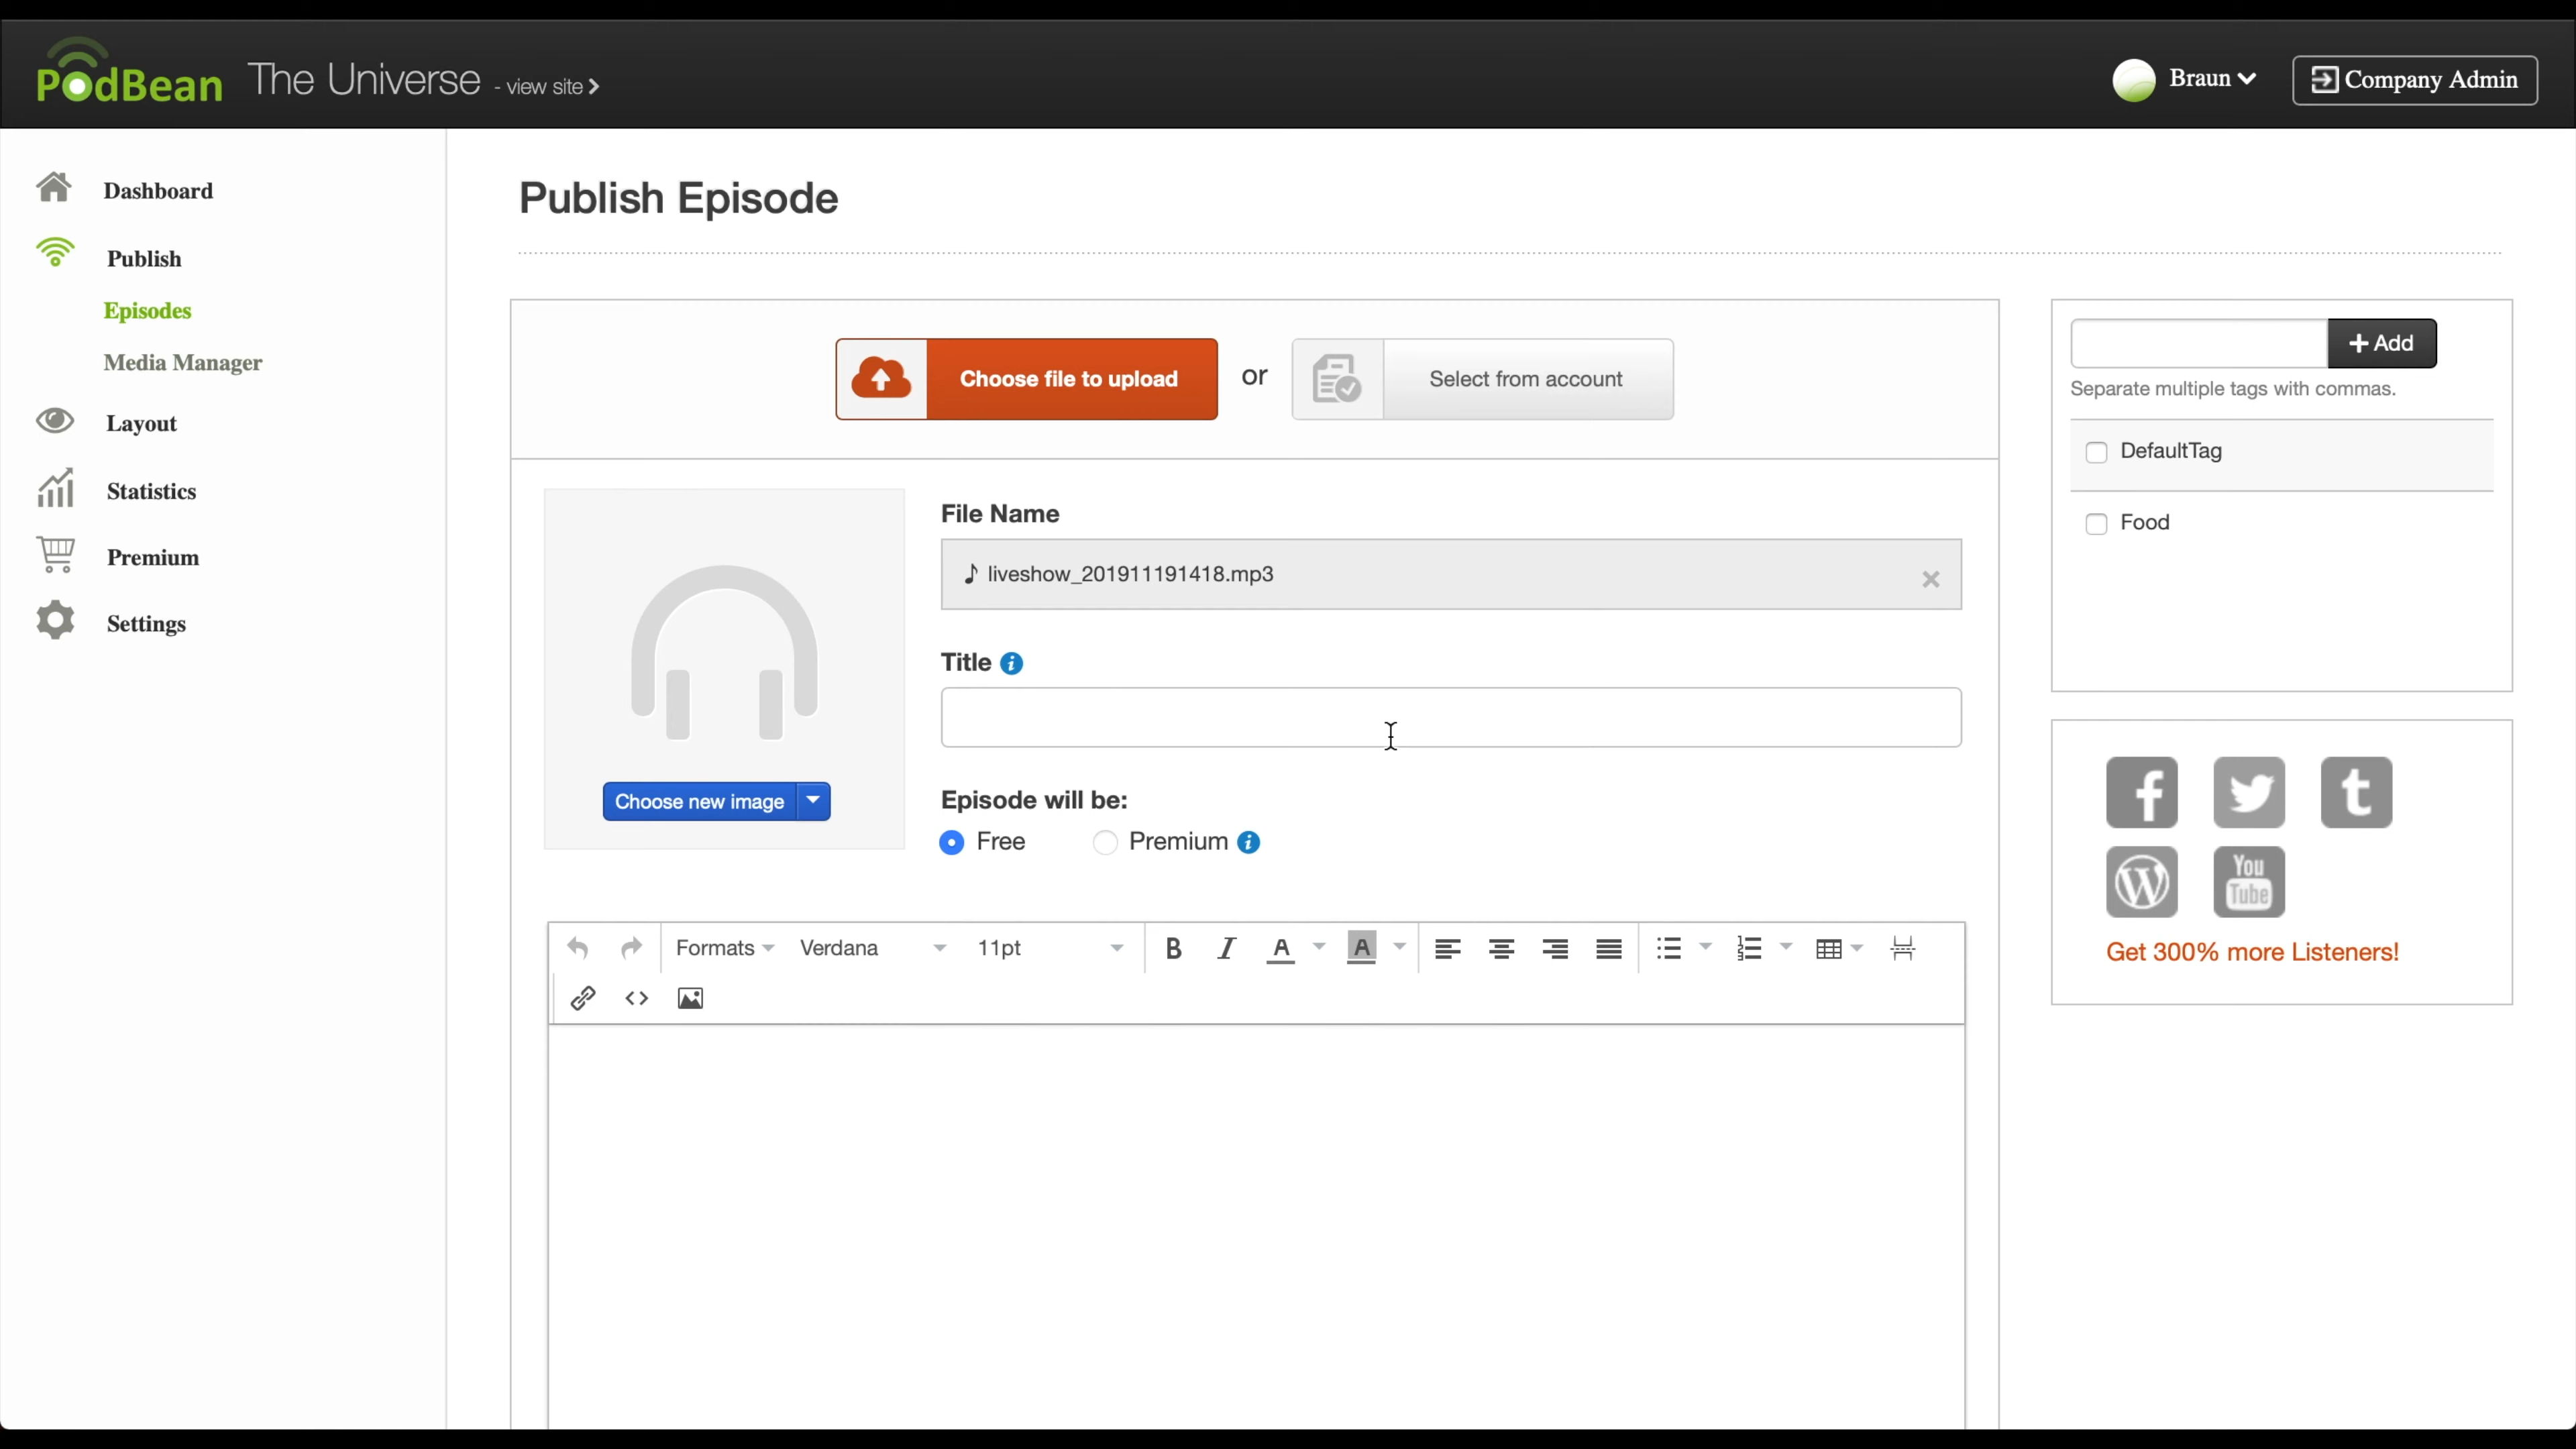 PodBean The Universe - view site
Braun
Company Admin
Dashboard
Publish
Episodes
Media Manager
Layout
Statistics
Premium
Settings
Publish Episode
Choose file to upload or Select from account
File Name
liveshow_201911191418.mp3
Title
Choose new image
Episode will be:
Free Premium
Formats Verdana 11pt
+ Add
Separate multiple tags with commas.
DefaultTag
Food
You
Tube
Get 300% more Listeners!